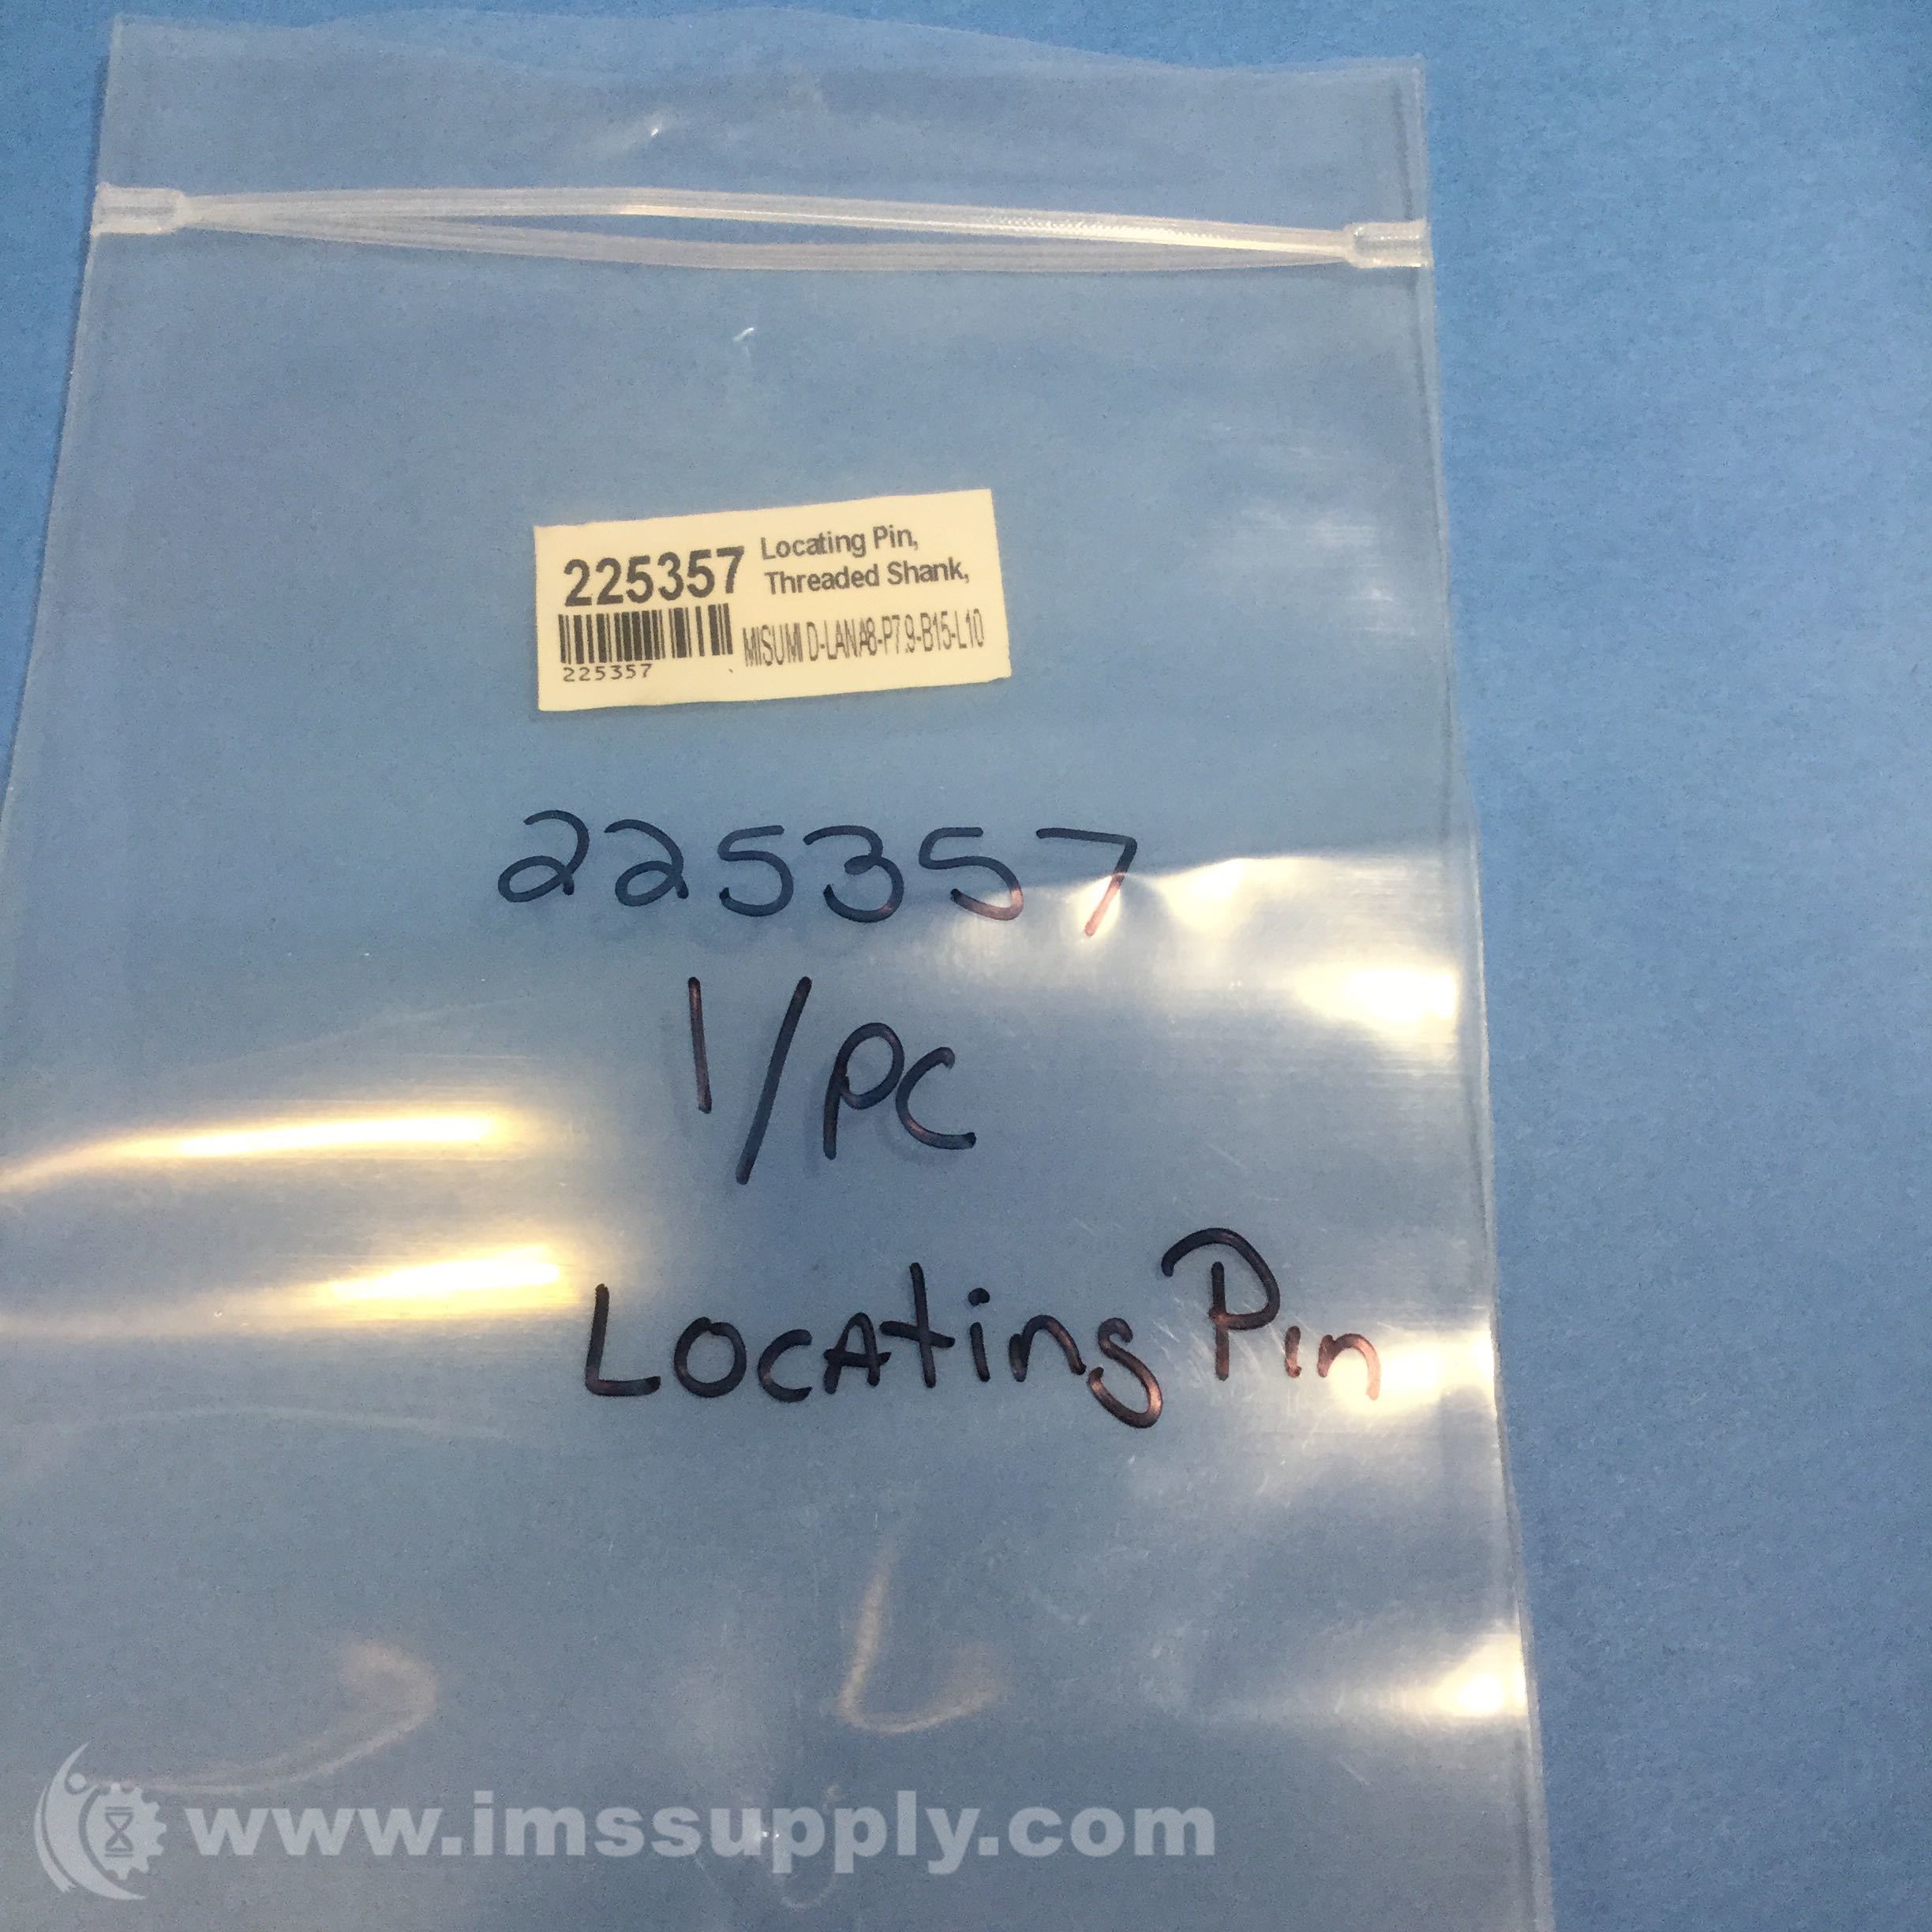 225357 Locating Pin,
Threaded Shank,
MISUMI D-LANA8-P7.9-B15-L10
225357
225357
1/PC
Locating Pin
www.imssupply.com